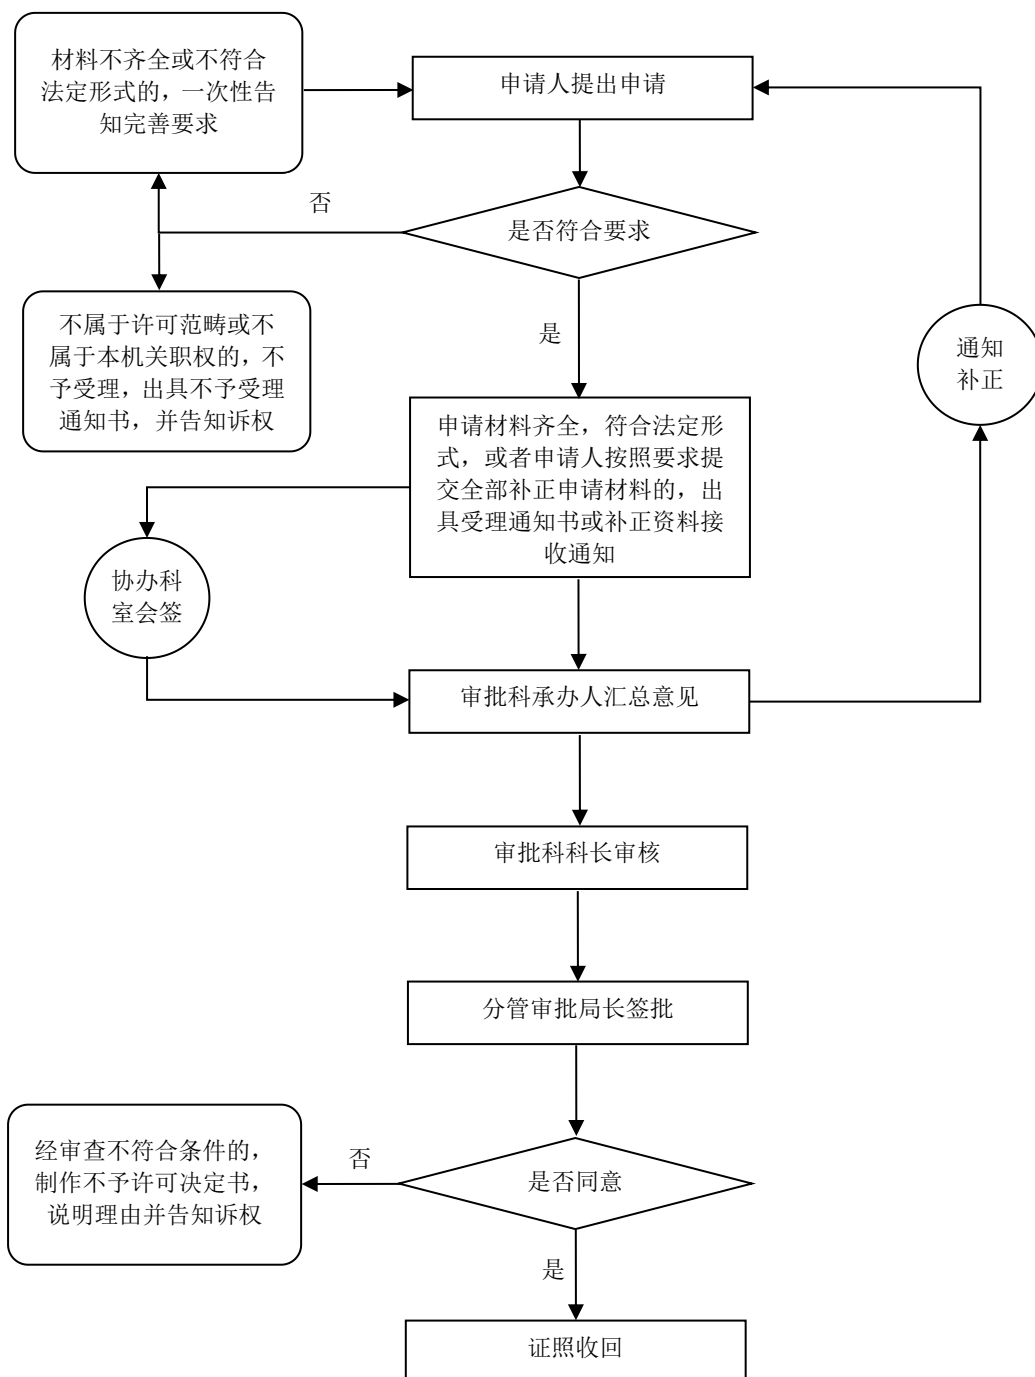 材料不齐全或不符合
法定形式的，一次性告
知完善要求
申请人提出申请
否
是否符合要求
不属于许可范畴或不
属于本机关职权的，不
予受理，出具不予受理
通知书，并告知诉权
是
通知
补正
申请材料齐全，符合法定形
式，或者申请人按照要求提
交全部补正申请材料的，出
具受理通知书或补正资料接
收通知
协办科
室会签
审批科承办人汇总意见
审批科科长审核
分管审批局长签批
经审查不符合条件的，
制作不予许可决定书，
说明理由并告知诉权
否
是否同意
是
证照收回